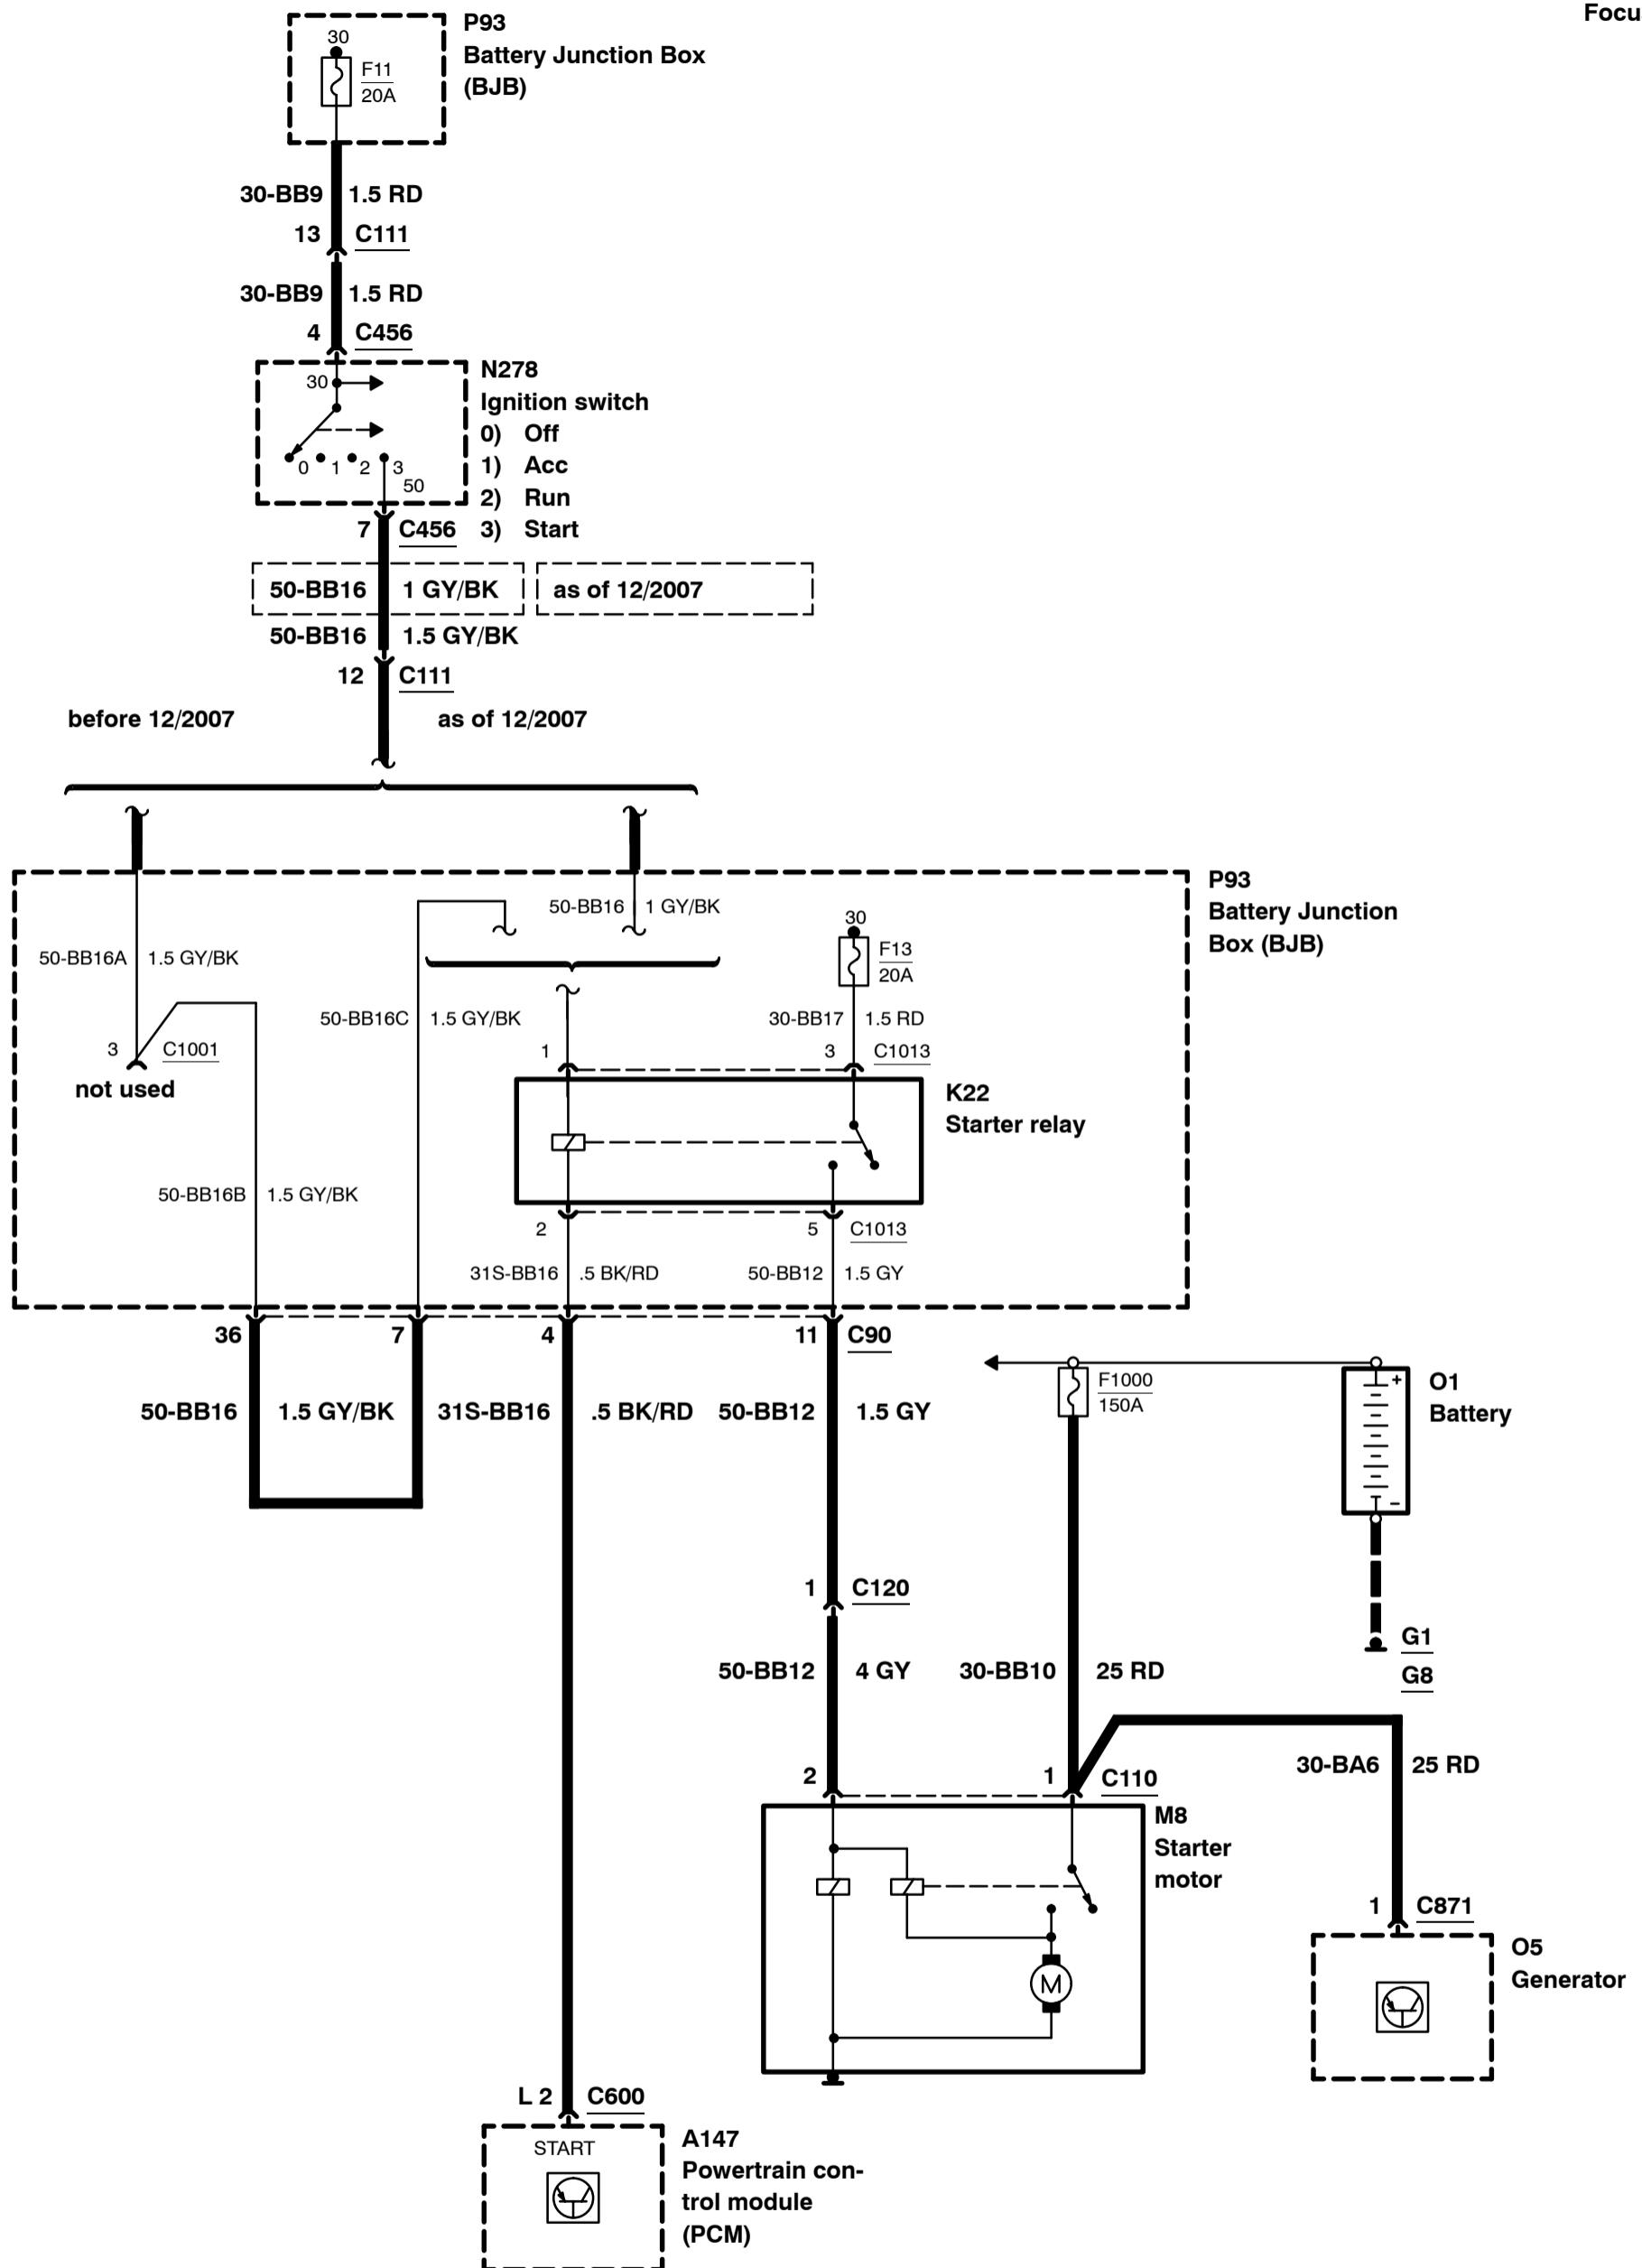 Focu
P93
Battery Junction Box
(BJB)
30
F11
20A
30-BB9 1.5 RD
13 C111
30-BB9 1.5 RD
4 C456
N278
Ignition switch
0) Off
1) Acc
2) Run
3) Start
30
0 1 2 3
50
7 C456
50-BB16 1 GY/BK as of 12/2007
50-BB16 1.5 GY/BK
12 C111
before 12/2007 as of 12/2007
P93
Battery Junction
Box (BJB)
50-BB16 1 GY/BK
30
F13
20A
50-BB16A 1.5 GY/BK
50-BB16C 1.5 GY/BK
30-BB17 1.5 RD
3 C1001
not used
1 3 C1013
K22
Starter relay
50-BB16B 1.5 GY/BK
2 5 C1013
31S-BB16 .5 BK/RD 50-BB12 1.5 GY
36 7 4 11 C90
F1000
150A
+
-
O1
Battery
50-BB16 1.5 GY/BK 31S-BB16 .5 BK/RD 50-BB12 1.5 GY
1 C120
G1
G8
50-BB12 4 GY 30-BB10 25 RD
30-BA6 25 RD
2 1 C110
M8
Starter
motor
M
1 C871
O5
Generator
L 2 C600
START
A147
Powertrain con-
trol module
(PCM)